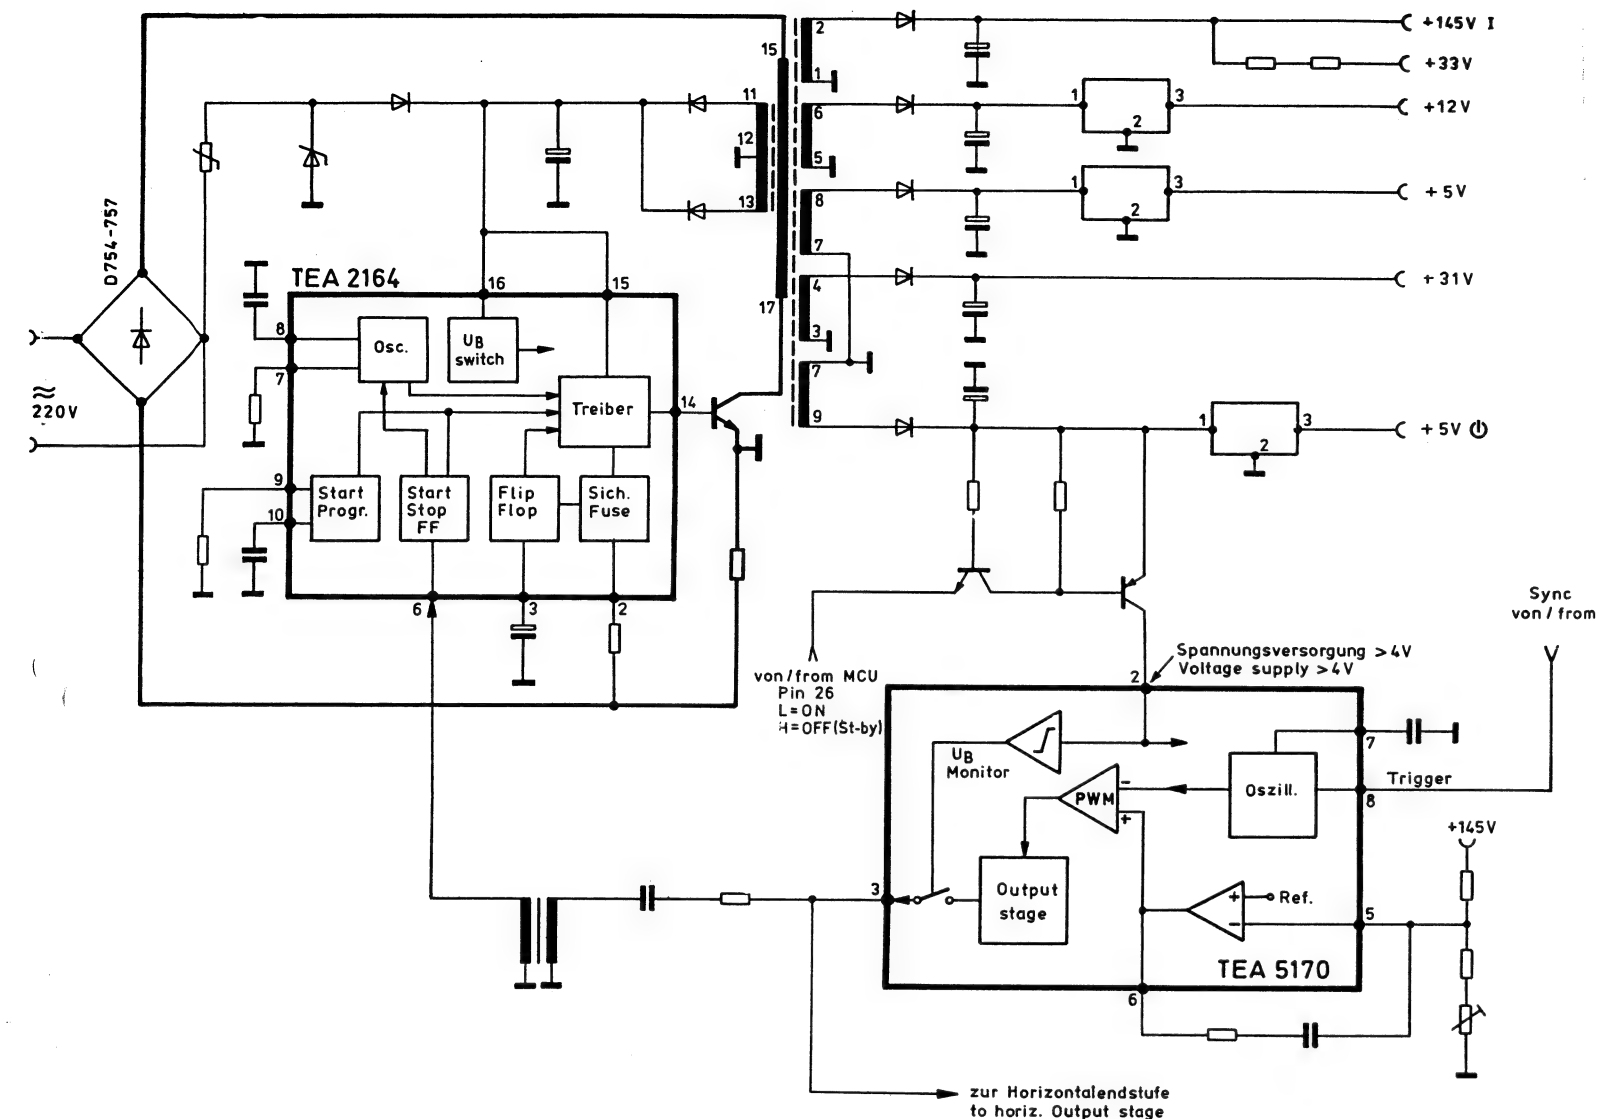 15
2
+145V I
1
+33V
11
12
13
6
5
1
3
2
+12V
8
7
1
3
2
+5V
D754-757
TEA 2164
16
15
17
4
3
+31V
8
7
Osc.
UB
switch
7
9
≈
220V
Treiber
14
1
3
2
+5V
9
10
Start
Progr.
Start
Stop
FF
Flip
Flop
Sich.
Fuse
6
3
2
Sync
von / from
von/from MCU
Pin 26
L=ON
H=OFF(St-by)
2
Spannungsversorgung >4V
Voltage supply >4V
UB
Monitor
7
PWM
−
+
Oszill.
Trigger
8
+145V
3
Output
stage
+
−
Ref.
5
TEA 5170
6
zur Horizontalendstufe
to horiz. Output stage